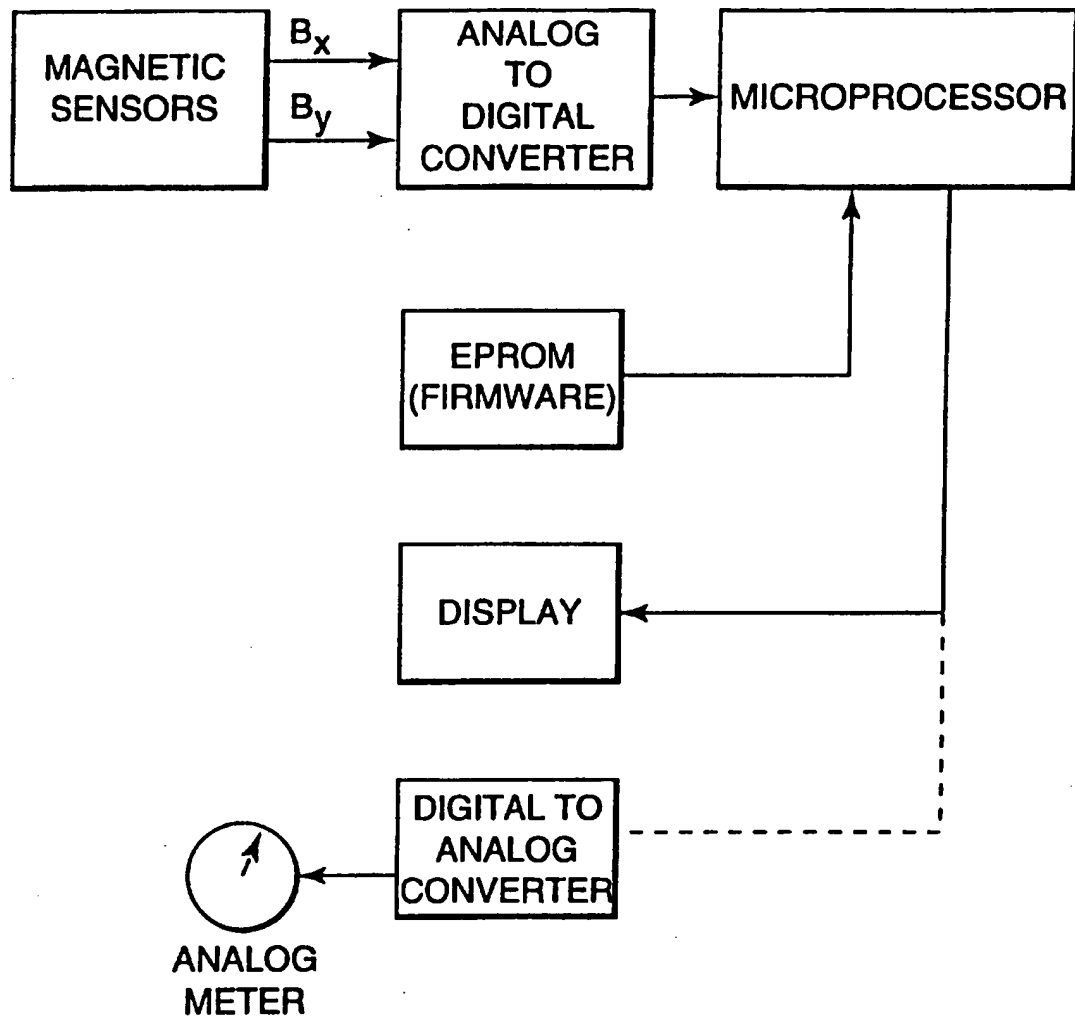 MAGNETIC
SENSORS
Bx
By
ANALOG
TO
DIGITAL
CONVERTER
MICROPROCESSOR
EPROM
(FIRMWARE)
DISPLAY
DIGITAL TO
ANALOG
CONVERTER
ANALOG
METER